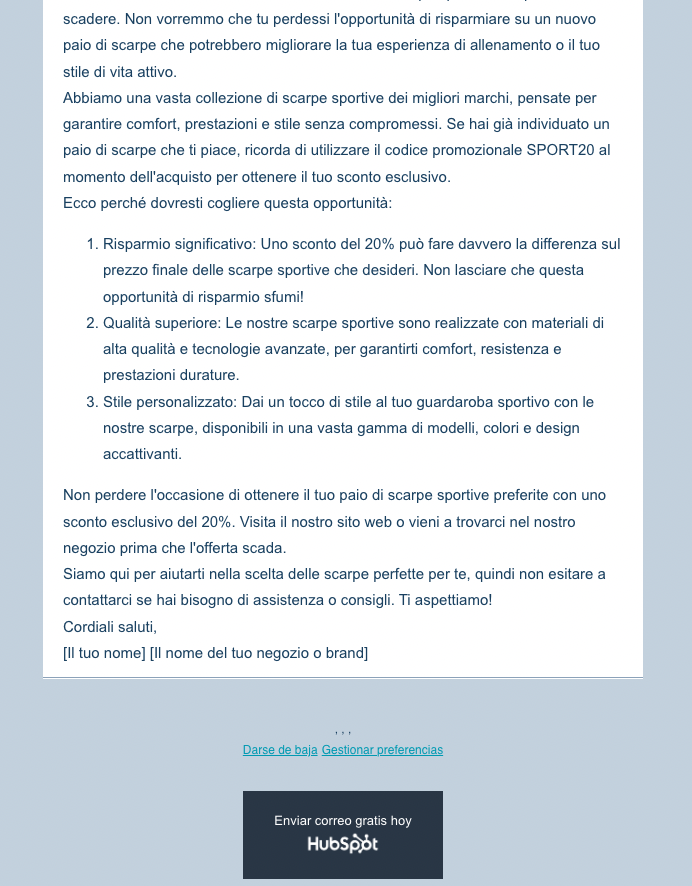 scadere. Non vorremmo che tu perdessi l'opportunità di risparmiare su un nuovo
paio di scarpe che potrebbero migliorare la tua esperienza di allenamento o il tuo
stile di vita attivo.
Abbiamo una vasta collezione di scarpe sportive dei migliori marchi, pensate per
garantire comfort, prestazioni e stile senza compromessi. Se hai già individuato un
paio di scarpe che ti piace, ricorda di utilizzare il codice promozionale SPORT20 al
momento dell'acquisto per ottenere il tuo sconto esclusivo.
Ecco perché dovresti cogliere questa opportunità:
1. Risparmio significativo: Uno sconto del 20% può fare davvero la differenza sul
prezzo finale delle scarpe sportive che desideri. Non lasciare che questa
opportunità di risparmio sfumi!
2. Qualità superiore: Le nostre scarpe sportive sono realizzate con materiali di
alta qualità e tecnologie avanzate, per garantirti comfort, resistenza e
prestazioni durature.
3. Stile personalizzato: Dai un tocco di stile al tuo guardaroba sportivo con le
nostre scarpe, disponibili in una vasta gamma di modelli, colori e design
accattivanti.
Non perdere l'occasione di ottenere il tuo paio di scarpe sportive preferite con uno
sconto esclusivo del 20%. Visita il nostro sito web o vieni a trovarci nel nostro
negozio prima che l'offerta scada.
Siamo qui per aiutarti nella scelta delle scarpe perfette per te, quindi non esitare a
contattarci se hai bisogno di assistenza o consigli. Ti aspettiamo!
Cordiali saluti,
[Il tuo nome] [Il nome del tuo negozio o brand]
, , ,
Darse de baja Gestionar preferencias
Enviar correo gratis hoy
HubSpot